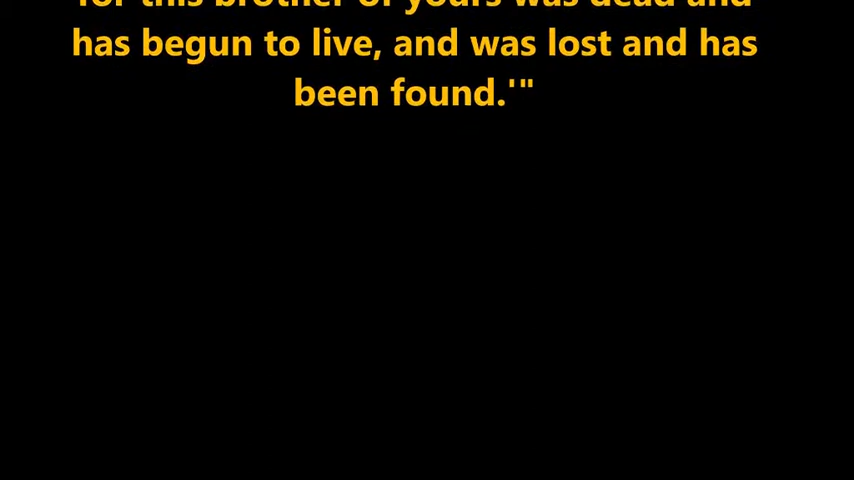 for this brother of yours was dead and
has begun to live, and was lost and has
been found.'"